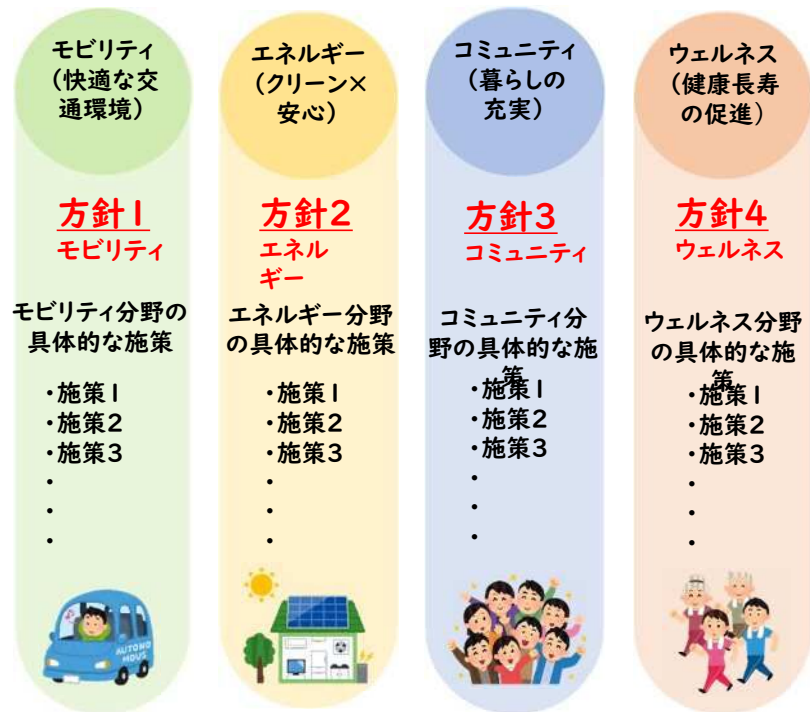 モビリティ
(快適な交
通環境)
方針1
モビリティ
モビリティ分野の
具体的な施策
・施策1
・施策2
・施策3
・
・
・
AUTONO
MOUS
エネルギー
(クリーン×
安心)
方針2
エネル
ギー
エネルギー分野
の具体的な施策
・施策1
・施策2
・施策3
・
・
・
コミュニティ
(暮らしの
充実)
方針3
コミュニティ
コミュニティ分
野の具体的な施
策
・施策1
・施策2
・施策3
・
・
・
ウェルネス
(健康長寿
の促進)
方針4
ウェルネス
ウェルネス分野
の具体的な施
策
・施策1
・施策2
・施策3
・
・
・